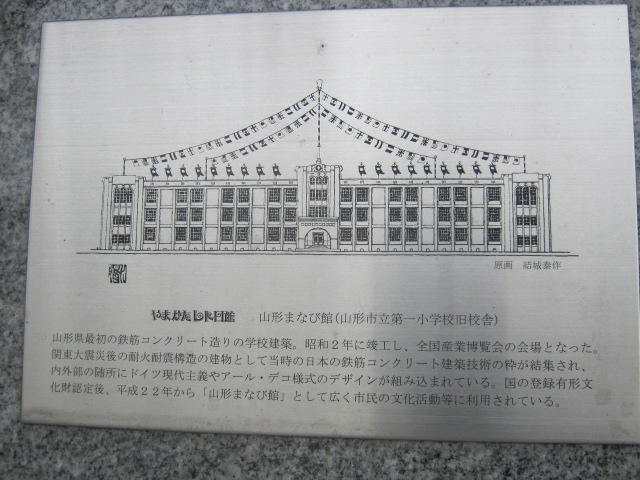 原画　結城泰作
山形まなび館(山形市立第一小学校旧校舎)
山形県最初の鉄筋コンクリート造りの学校建築。昭和２年に竣工し、全国産業博覧会の会場となった。
関東大震災後の耐火耐震構造の建物として当時の日本の鉄筋コンクリート建築技術の粋が結集され、
内外部の随所にドイツ現代主義やアール・デコ様式のデザインが組み込まれている。国の登録有形文
化財認定後、平成２２年から「山形まなび館」として広く市民の文化活動等に利用されている。